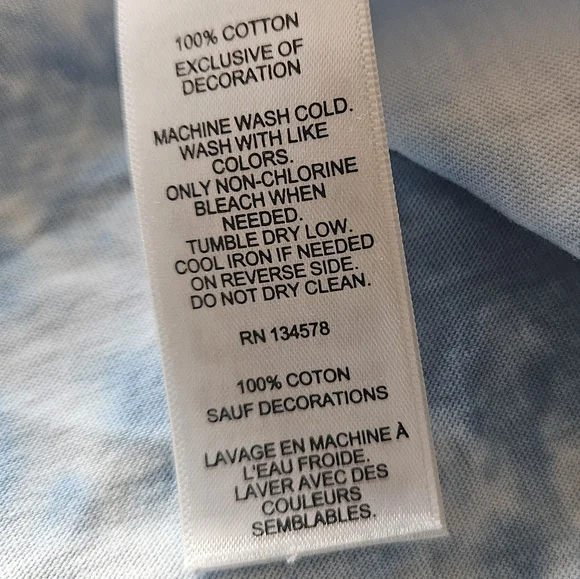 100% COTTON
EXCLUSIVE OF
DECORATION
MACHINE WASH COLD.
WASH WITH LIKE
COLORS.
ONLY NON-CHLORINE
BLEACH WHEN
NEEDED.
TUMBLE DRY LOW.
COOL IRON IF NEEDED
ON REVERSE SIDE.
DO NOT DRY CLEAN.
RN 134578
100% COTON
SAUF DECORATIONS
LAVAGE EN MACHINE À
L'EAU FROIDE.
LAVER AVEC DES
COULEURS
SEMBLABLES.